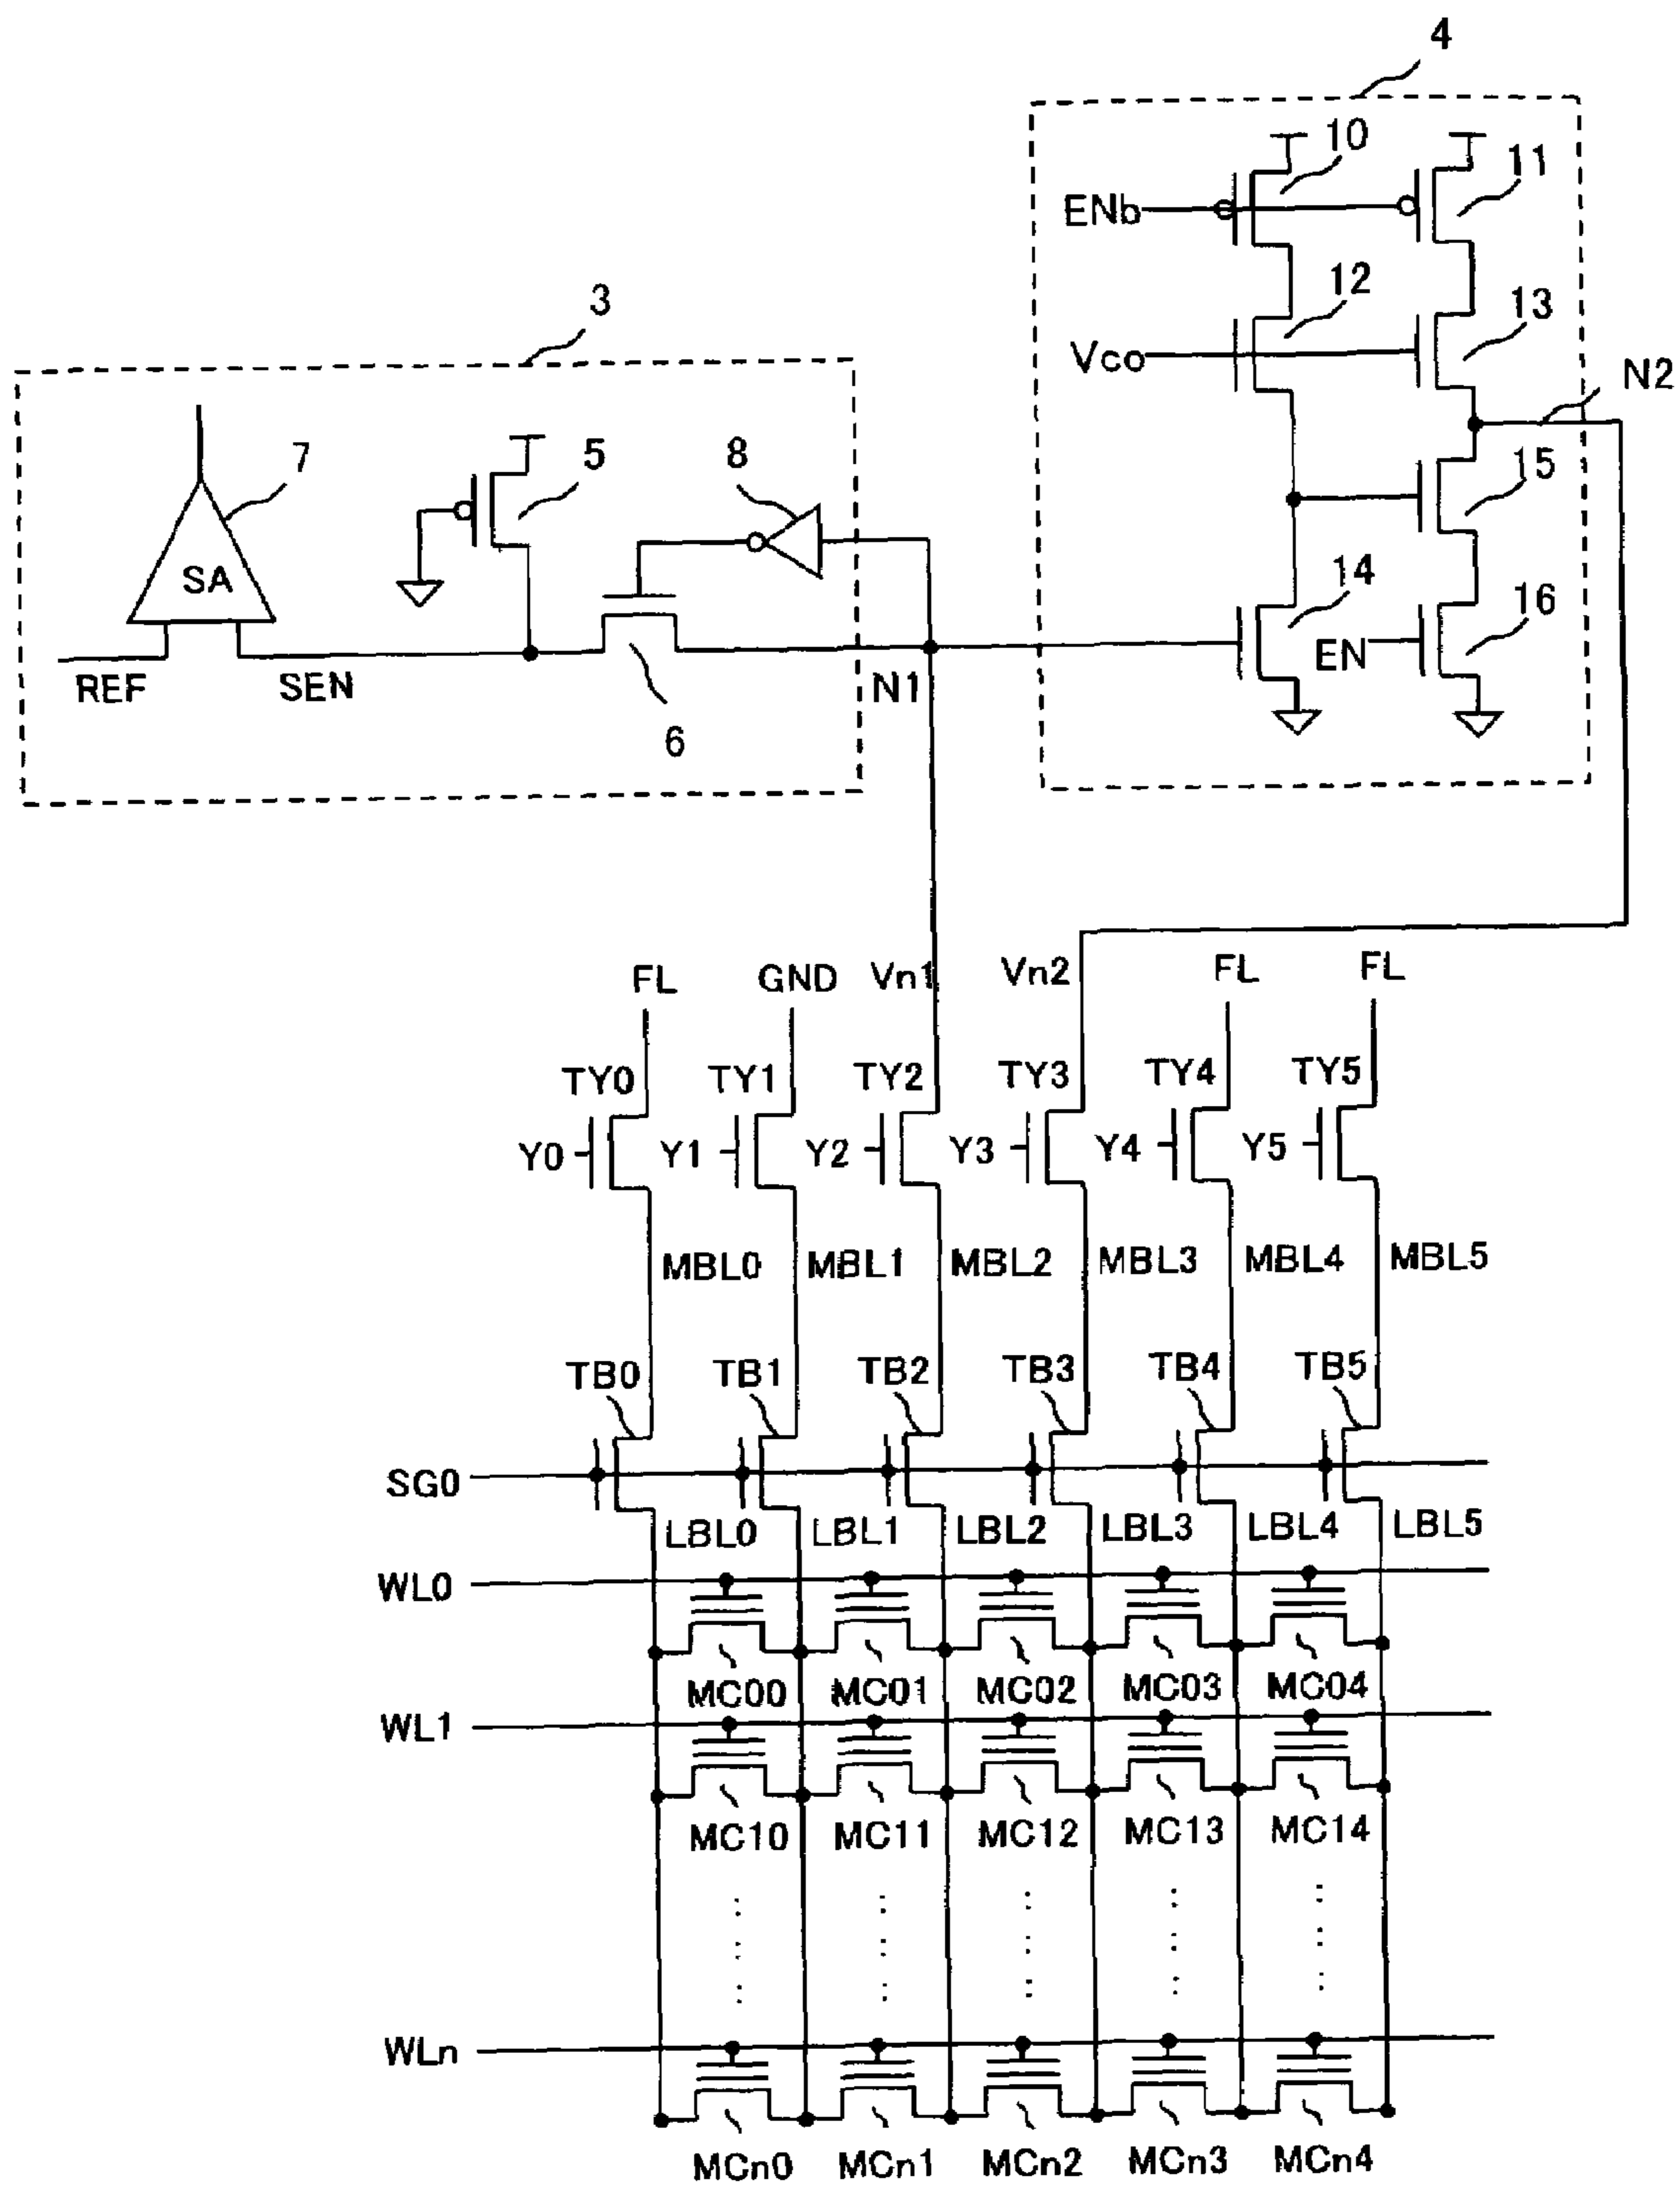 4
10
11
ENb
12
13
3
Vco
N2
7
5
8
15
SA
14
16
EN
REF
SEN
N1
6
FL
GND
Vn1
Vn2
FL
FL
TY0
TY1
TY2
TY3
TY4
TY5
Y0
Y1
Y2
Y3
Y4
Y5
MBL0
MBL1
MBL2
MBL3
MBL4
MBL5
TB0
TB1
TB2
TB3
TB4
TB5
SG0
LBL0
LBL1
LBL2
LBL3
LBL4
LBL5
WL0
MC00
MC01
MC02
MC03
MC04
WL1
MC10
MC11
MC12
MC13
MC14
WLn
MCn0
MCn1
MCn2
MCn3
MCn4